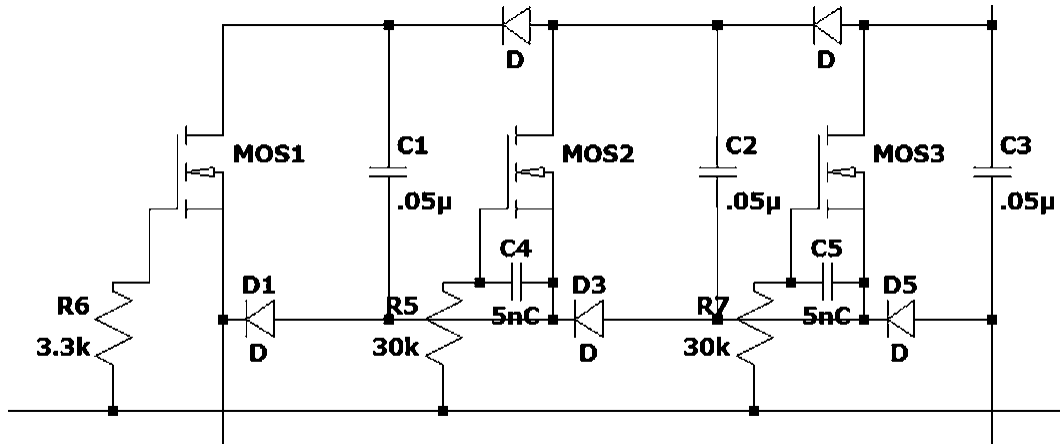 D D
MOS1 C1 MOS2 C2 MOS3 C3
.05µ .05µ .05µ
C4 C5
D1 D3 D5
R6 R5 5nC R7 5nC
3.3k D 30k D 30k D